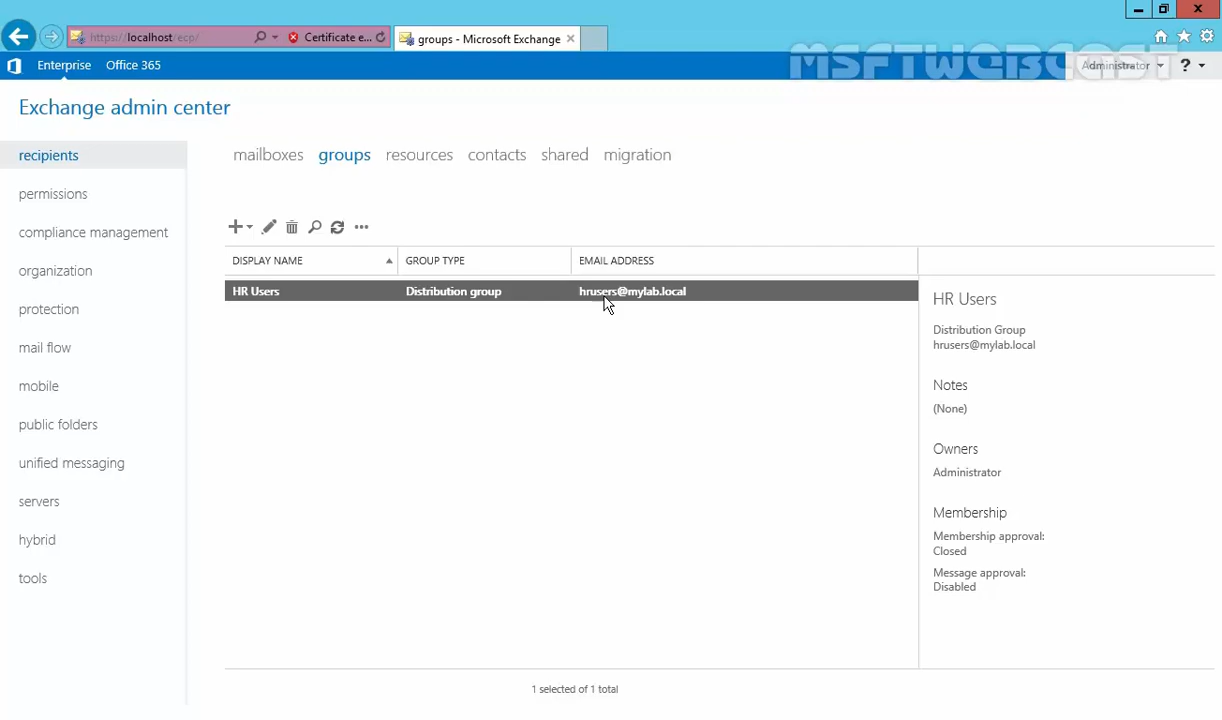 https://localhost/ecp/
Certificate e...
groups - Microsoft Exchange
MSFTWEBCAST
Enterprise
Office 365
Administrator
?
Exchange admin center
recipients
permissions
compliance management
organization
protection
mail flow
mobile
public folders
unified messaging
servers
hybrid
tools
mailboxes groups resources contacts shared migration
DISPLAY NAME GROUP TYPE EMAIL ADDRESS
HR Users Distribution group hrusers@mylab.local
HR Users
Distribution Group
hrusers@mylab.local
Notes
(None)
Owners
Administrator
Membership
Membership approval:
Closed
Message approval:
Disabled
1 selected of 1 total